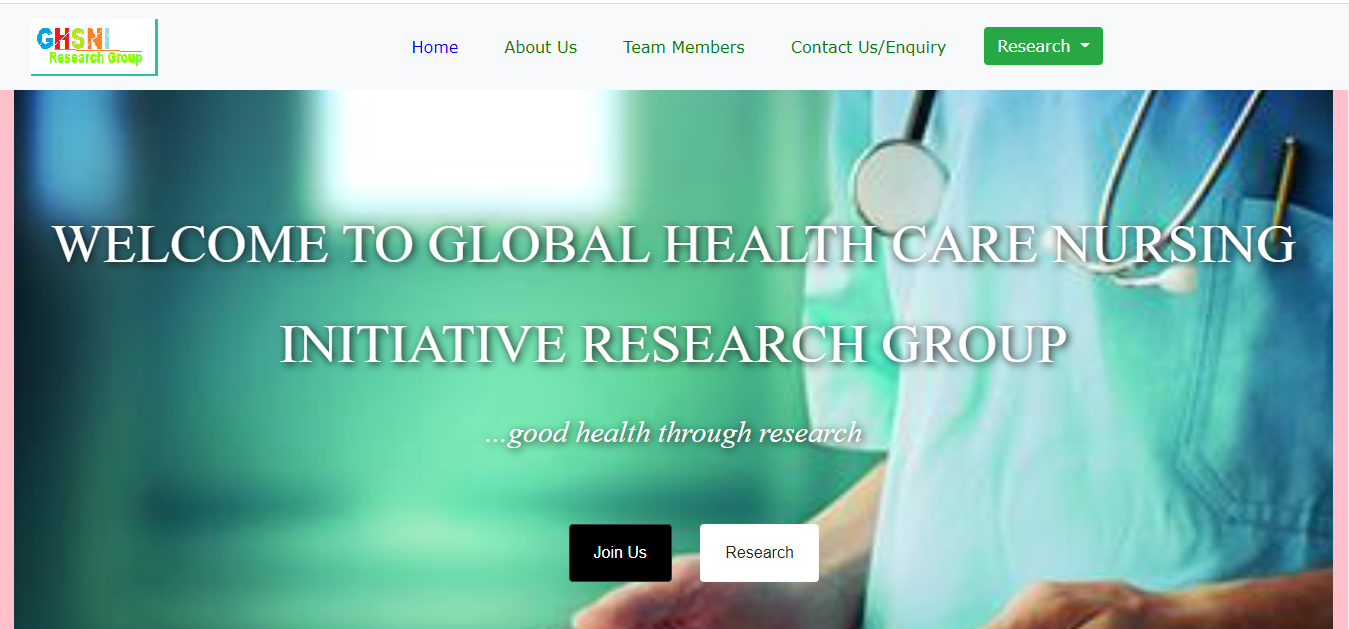 GHSNI
Research Group
Home
About Us
Team Members
Contact Us/Enquiry
Research
WELCOME TO GLOBAL HEALTH CARE NURSING
INITIATIVE RESEARCH GROUP
...good health through research
Join Us
Research